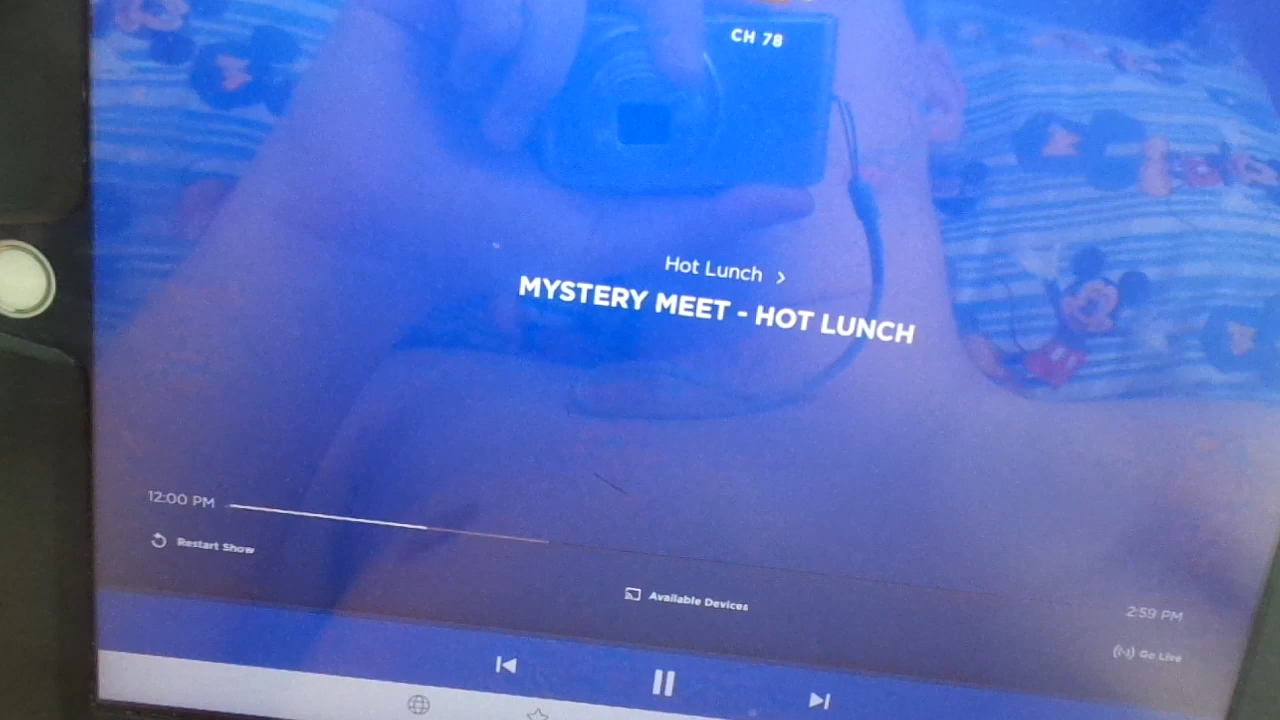 CH 78
Hot Lunch >
MYSTERY MEET - HOT LUNCH
12:00 PM
Restart Show
Available Devices
2:59 PM
Go Live